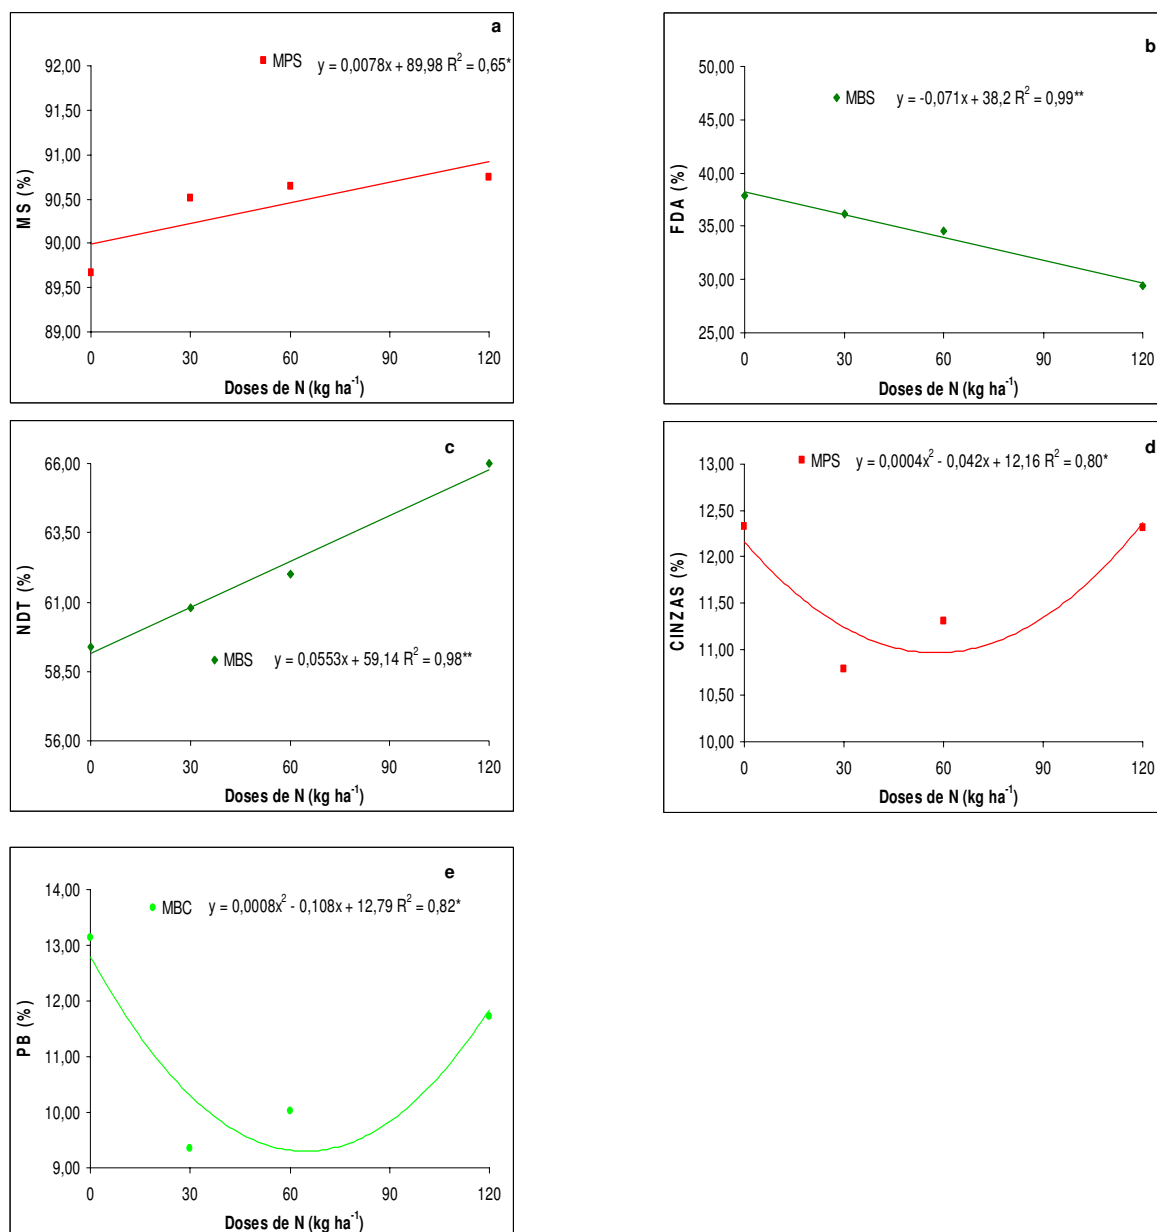 a
MPS y = 0,0078x + 89,98 R² = 0,65*
92,00
91,50
91,00
90,50
90,00
89,50
89,00
MS (%)
0 30 60 90 120
Doses de N (kg ha⁻¹)
b
MBS y = -0,071x + 38,2 R² = 0,99**
50,00
45,00
40,00
35,00
30,00
25,00
FDA (%)
0 30 60 90 120
Doses de N (kg ha⁻¹)
c
66,00
63,50
61,00
58,50
56,00
NDT (%)
MBS y = 0,0553x + 59,14 R² = 0,98**
0 30 60 90 120
Doses de N (kg ha⁻¹)
d
MPS y = 0,0004x² - 0,042x + 12,16 R² = 0,80*
13,00
12,50
12,00
11,50
11,00
10,50
10,00
CINZAS (%)
0 30 60 90 120
Doses de N (kg ha⁻¹)
e
MBC y = 0,0008x² - 0,108x + 12,79 R² = 0,82*
14,00
13,00
12,00
11,00
10,00
9,00
PB (%)
0 30 60 90 120
Doses de N (kg ha⁻¹)